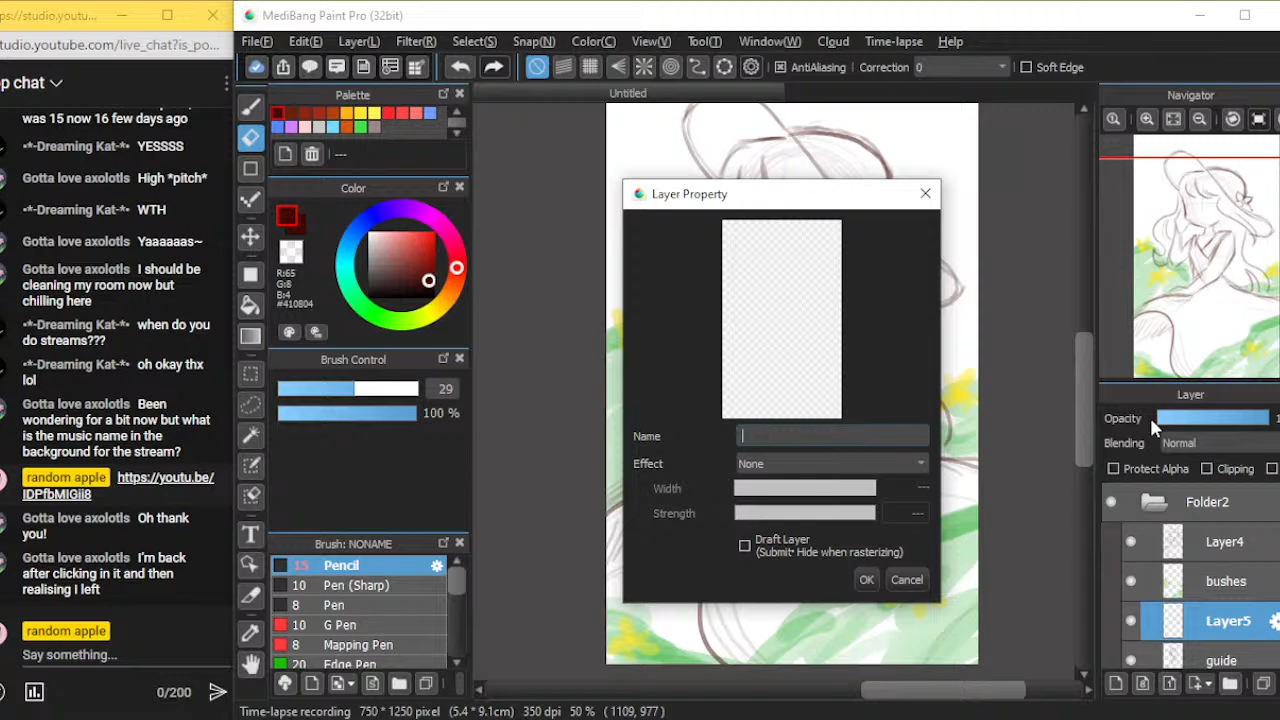 ps://studio.youtu...
tudio.youtube.com/live_chat?is_po...
op chat
was 15 now 16 few days ago
·*·Dreaming Kat·*· YESSSS
Gotta love axolotls High *pitch*
·*·Dreaming Kat·*· WTH
Gotta love axolotls Yaaaaaas~
Gotta love axolotls I should be
cleaning my room now but
chilling here
·*·Dreaming Kat·*· when do you
do streams???
·*·Dreaming Kat·*· oh okay thx
lol
Gotta love axolotls Been
wondering for a bit now but what
is the music name in the
background for the stream?
random apple https://youtu.be/
IDPfbMIGii8
Gotta love axolotls Oh thank
you!
Gotta love axolotls I'm back
after clicking in it and then
realising I left
random apple
Say something...
0/200
MediBang Paint Pro (32bit)
File(F) Edit(E) Layer(L) Filter(R) Select(S) Snap(N) Color(C) View(V) Tool(T) Window(W) Cloud Time-lapse Help
AntiAliasing Correction 0 Soft Edge
Palette
---
Color
R:65
G:8
B:4
#410804
Brush Control
29
100 %
Brush: NONAME
15 Pencil
10 Pen (Sharp)
8 Pen
10 G Pen
8 Mapping Pen
20 Edge Pen
Untitled
Layer Property
Name
Effect None
Width ---
Strength ---
Draft Layer
(Submit・Hide when rasterizing)
OK Cancel
Navigator
Layer
Opacity 1
Blending Normal
Protect Alpha Clipping
Folder2
Layer4
bushes
Layer5
guide
Time-lapse recording 750 * 1250 pixel (5.4 * 9.1cm) 350 dpi 50 % ( 1109, 977 )